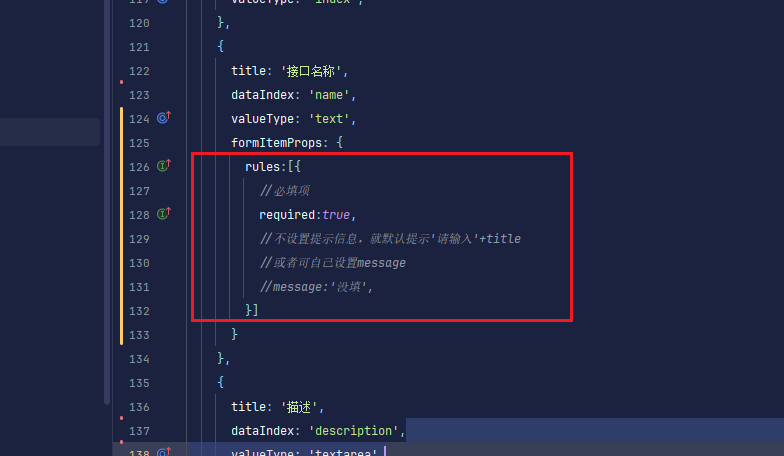 119 valueType: 'index',
120 },
121 {
122 title: '接口名称',
123 dataIndex: 'name',
124 valueType: 'text',
125 formItemProps: {
126 rules:[{
127 //必填项
128 required:true,
129 //不设置提示信息，就默认提示'请输入'+title
130 //或者可自己设置message
131 //message:'没填',
132 }]
133 }
134 },
135 {
136 title: '描述',
137 dataIndex: 'description',
138 valueType: 'textarea'